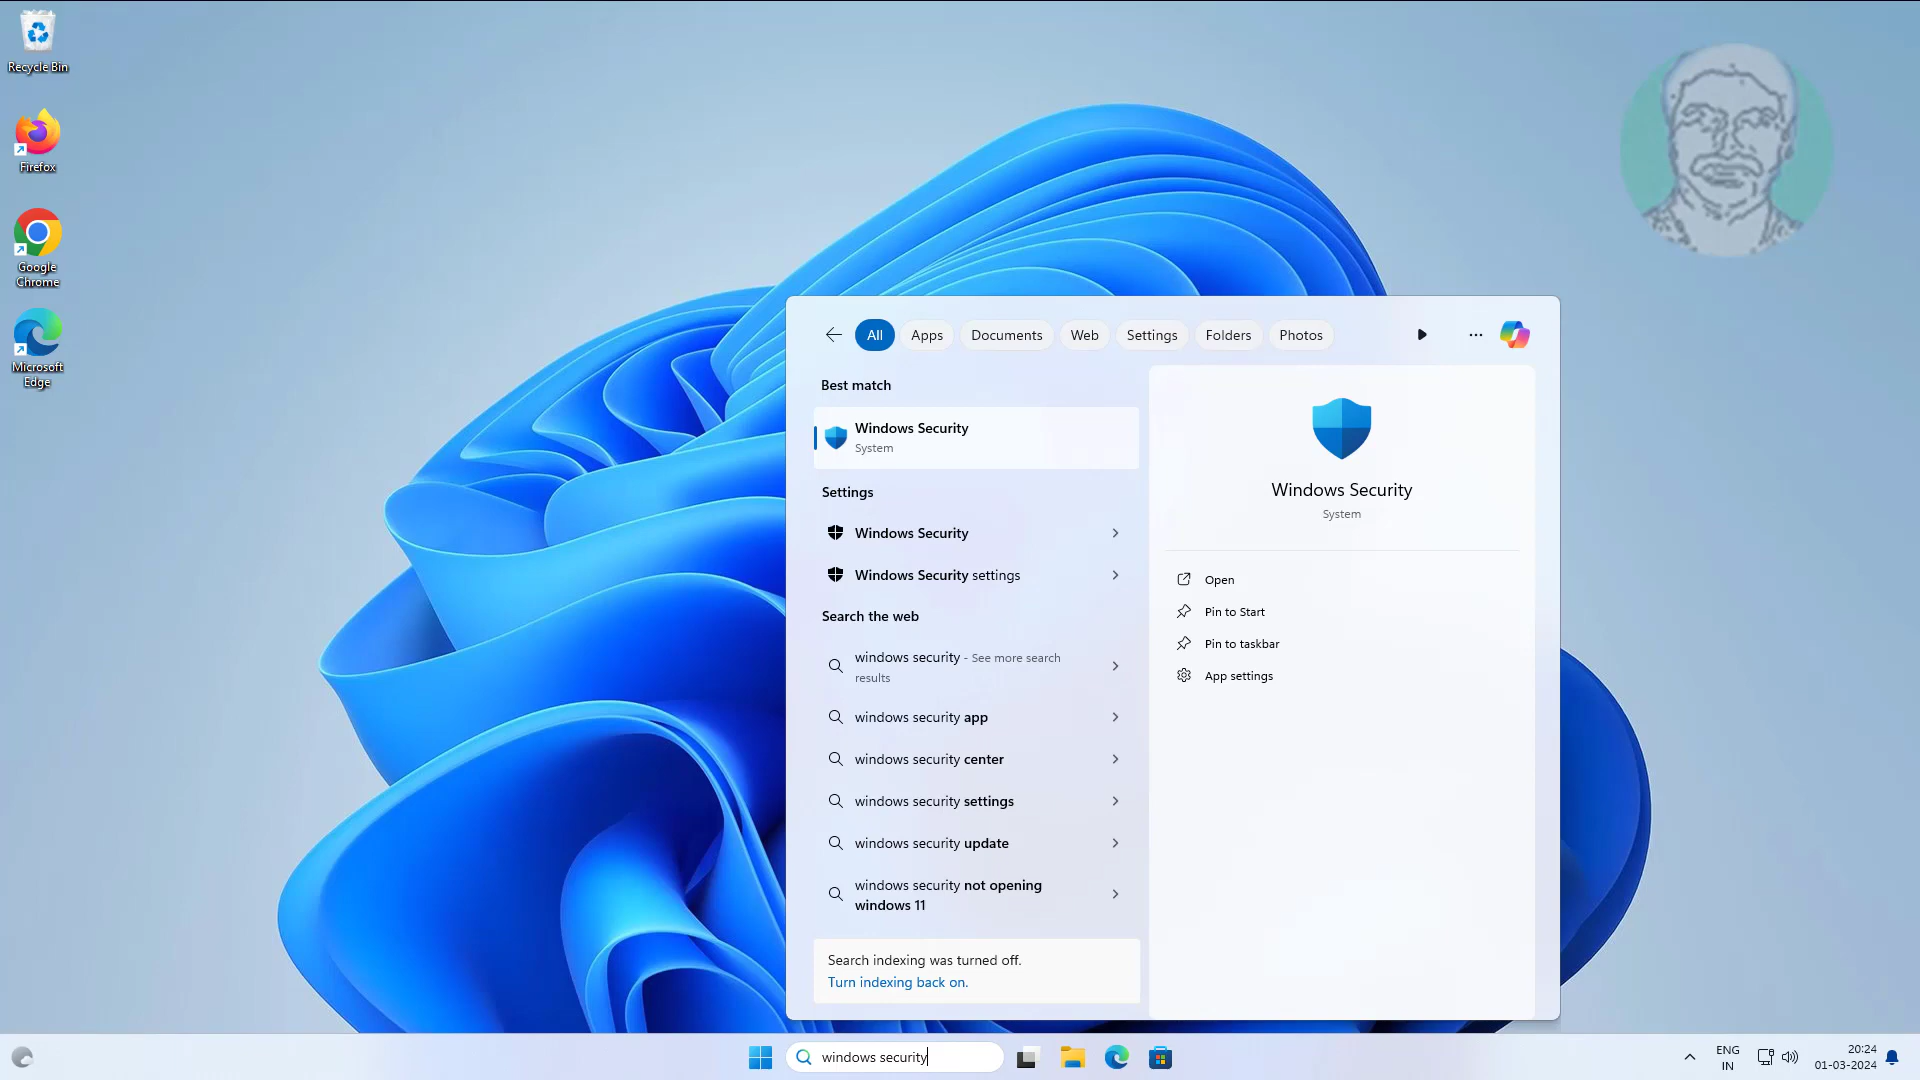 Recycle Bin
Firefox
Google
Chrome
Microsoft
Edge
All
Apps
Documents
Web
Settings
Folders
Photos
Best match
Windows Security
System
Settings
Windows Security
Windows Security settings
Search the web
windows security - See more search
results
windows security app
windows security center
windows security settings
windows security update
windows security not opening
windows 11
Search indexing was turned off.
Turn indexing back on.
Windows Security
System
Open
Pin to Start
Pin to taskbar
App settings
windows security
ENG
IN
20:24
01-03-2024